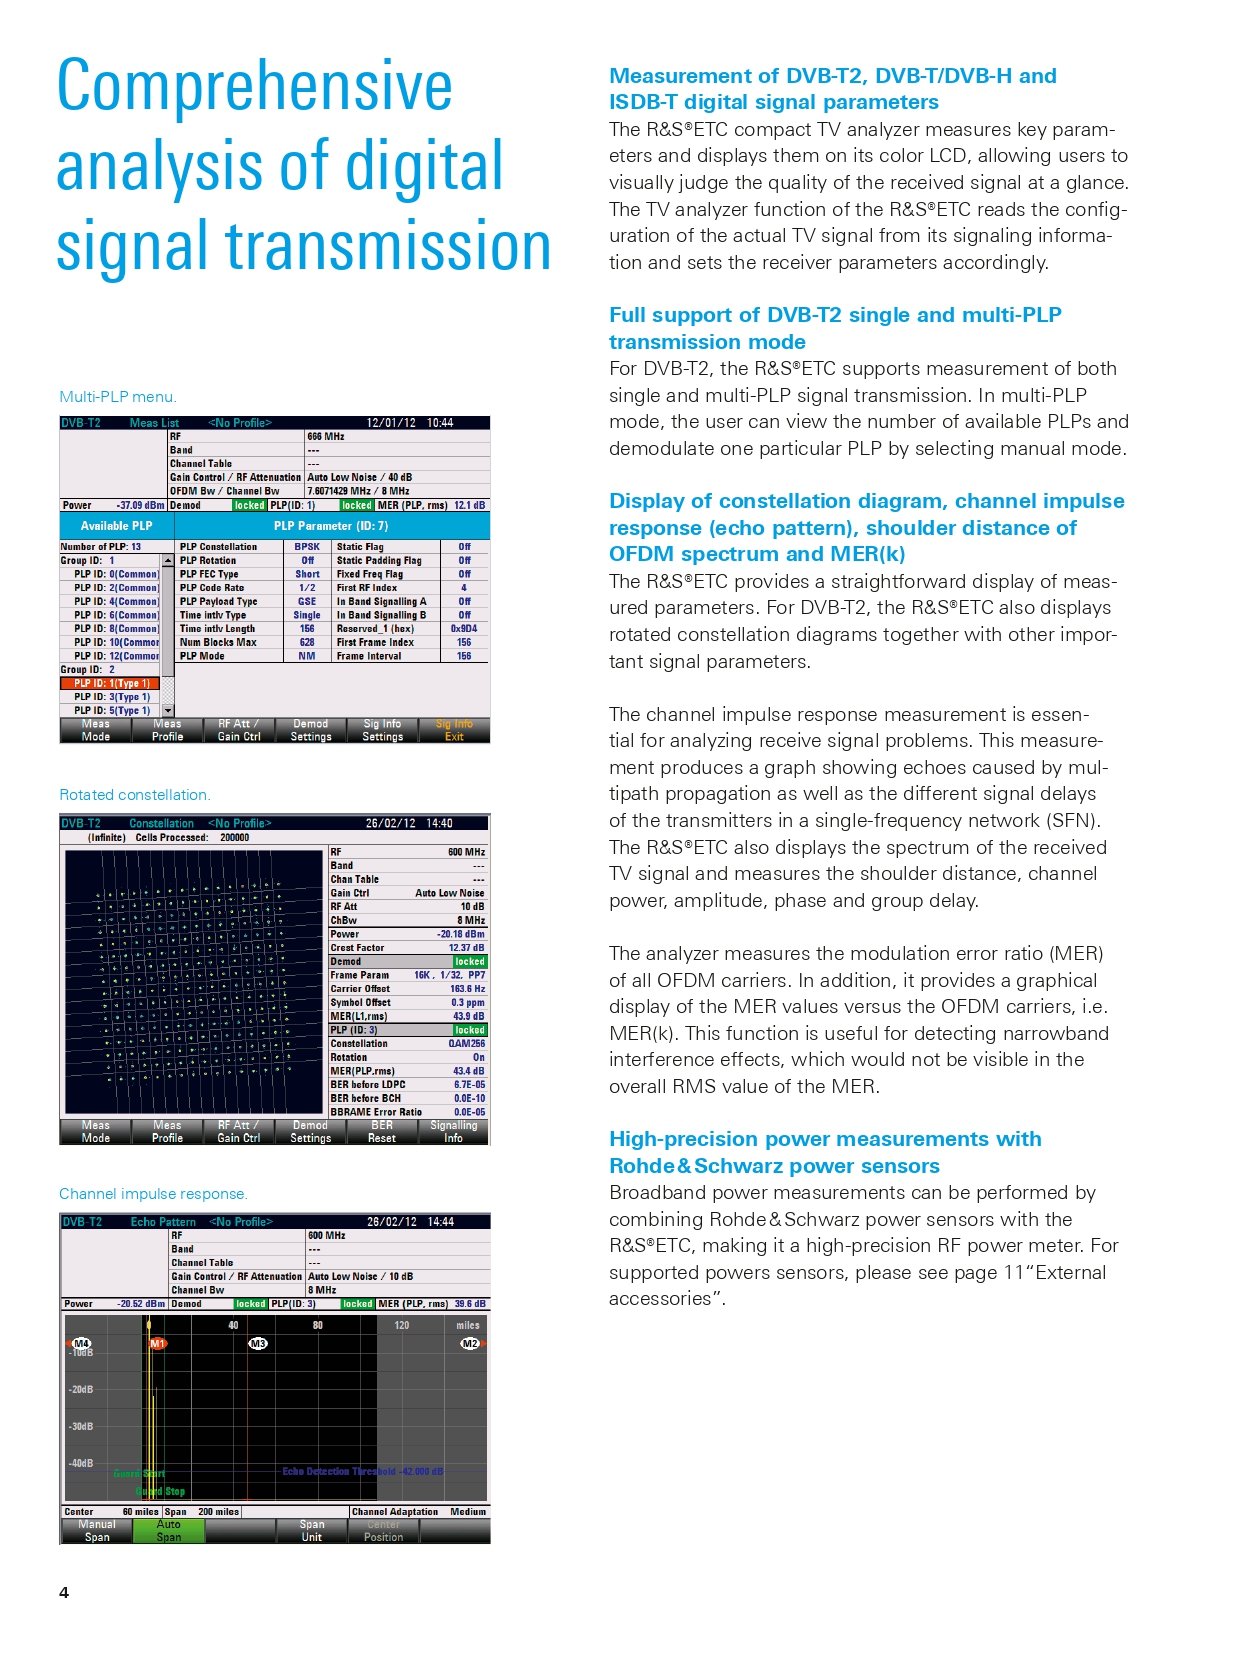 Comprehensive
analysis of digital
signal transmission
Multi-PLP menu.
DVB-T2 Meas List <No Profile> 12/01/12 10:44
RF 666 MHz
Band ---
Channel Table ---
Gain Control / RF Attenuation Auto Low Noise / 40 dB
OFDM Bw / Channel Bw 7.6071429 MHz / 8 MHz
Power -37.09 dBm Demod locked PLP(ID: 1) locked MER (PLP, rms) 12.1 dB
Available PLP PLP Parameter (ID: 7)
Number of PLP: 13 PLP Constellation BPSK Static Flag Off
Group ID: 1 PLP Rotation Off Static Padding Flag Off
PLP ID: 0(Common) PLP FEC Type Short Fixed Freq Flag Off
PLP ID: 2(Common) PLP Code Rate 1/2 First RF Index 4
PLP ID: 4(Common) PLP Payload Type GSE In Band Signalling A Off
PLP ID: 6(Common) Time intlv Type Single In Band Signalling B Off
PLP ID: 8(Common) Time intlv Length 156 Reserved_1 (hex) 0x9D4
PLP ID: 10(Commor Num Blocks Max 628 First Frame Index 156
PLP ID: 12(Commor PLP Mode NM Frame Interval 156
Group ID: 2
PLP ID: 1(Type 1)
PLP ID: 3(Type 1)
PLP ID: 5(Type 1)
Meas Meas RF Att / Demod Sig Info Sig Info
Mode Profile Gain Ctrl Settings Settings Exit
Rotated constellation.
DVB-T2 Constellation <No Profile> 26/02/12 14:40
(Infinite) Cells Processed: 200000
RF 600 MHz
Band ---
Chan Table ---
Gain Ctrl Auto Low Noise
RF Att 10 dB
ChBw 8 MHz
Power -20.18 dBm
Crest Factor 12.37 dB
Demod locked
Frame Param 16K , 1/32, PP7
Carrier Offset 163.6 Hz
Symbol Offset 0.3 ppm
MER(L1,rms) 43.9 dB
PLP (ID: 3) locked
Constellation QAM256
Rotation On
MER(PLP.rms) 43.4 dB
BER before LDPC 6.7E-05
BER before BCH 0.0E-10
BBRAME Error Ratio 0.0E-05
Meas Meas RF Att / Demod BER Signalling
Mode Profile Gain Ctrl Settings Reset Info
Channel impulse response.
DVB-T2 Echo Pattern <No Profile> 26/02/12 14:44
RF 600 MHz
Band ---
Channel Table ---
Gain Control / RF Attenuation Auto Low Noise / 10 dB
Channel Bw 8 MHz
Power -20.52 dBm Demod locked PLP(ID: 3) locked MER (PLP, rms) 39.6 dB
0 40 80 120 miles
M4 M1 M3 M2
-10dB
-20dB
-30dB
-40dB
Guard Start Echo Detection Threshold -42.000 dB
Guard Stop
Center 60 miles Span 200 miles Channel Adaptation Medium
Manual Auto Span Center
Span Span Unit Position
4
Measurement of DVB-T2, DVB-T/DVB-H and
ISDB-T digital signal parameters
The R&S®ETC compact TV analyzer measures key param-
eters and displays them on its color LCD, allowing users to
visually judge the quality of the received signal at a glance.
The TV analyzer function of the R&S®ETC reads the config-
uration of the actual TV signal from its signaling informa-
tion and sets the receiver parameters accordingly.
Full support of DVB-T2 single and multi-PLP
transmission mode
For DVB-T2, the R&S®ETC supports measurement of both
single and multi-PLP signal transmission. In multi-PLP
mode, the user can view the number of available PLPs and
demodulate one particular PLP by selecting manual mode.
Display of constellation diagram, channel impulse
response (echo pattern), shoulder distance of
OFDM spectrum and MER(k)
The R&S®ETC provides a straightforward display of meas-
ured parameters. For DVB-T2, the R&S®ETC also displays
rotated constellation diagrams together with other impor-
tant signal parameters.
The channel impulse response measurement is essen-
tial for analyzing receive signal problems. This measure-
ment produces a graph showing echoes caused by mul-
tipath propagation as well as the different signal delays
of the transmitters in a single-frequency network (SFN).
The R&S®ETC also displays the spectrum of the received
TV signal and measures the shoulder distance, channel
power, amplitude, phase and group delay.
The analyzer measures the modulation error ratio (MER)
of all OFDM carriers. In addition, it provides a graphical
display of the MER values versus the OFDM carriers, i.e.
MER(k). This function is useful for detecting narrowband
interference effects, which would not be visible in the
overall RMS value of the MER.
High-precision power measurements with
Rohde & Schwarz power sensors
Broadband power measurements can be performed by
combining Rohde & Schwarz power sensors with the
R&S®ETC, making it a high-precision RF power meter. For
supported powers sensors, please see page 11“External
accessories”.